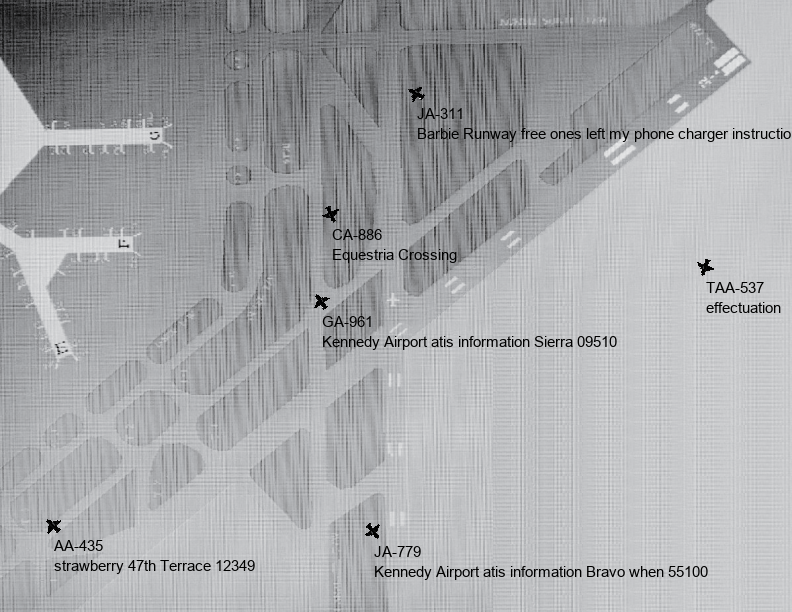 JA-311
Barbie Runway free ones left my phone charger instructio
CA-886
Equestria Crossing
TAA-537
effectuation
GA-961
Kennedy Airport atis information Sierra 09510
AA-435
strawberry 47th Terrace 12349
JA-779
Kennedy Airport atis information Bravo when 55100